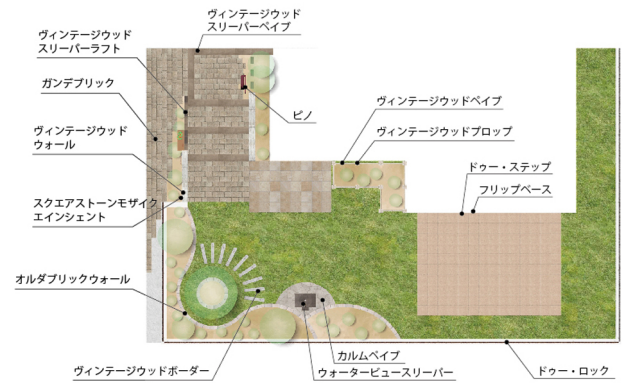 ヴィンテージウッド
スリーパーペイブ
ヴィンテージウッド
スリーパーラフト
ガンデブリック
ピノ
ヴィンテージウッドペイブ
ヴィンテージウッドプロップ
ヴィンテージウッド
ウォール
ドゥー・ステップ
フリップベース
スクエアストーンモザイク
エインシェント
オルダブリックウォール
カルムペイブ
ヴィンテージウッドボーダー
ウォータービュースリーパー
ドゥー・ロック